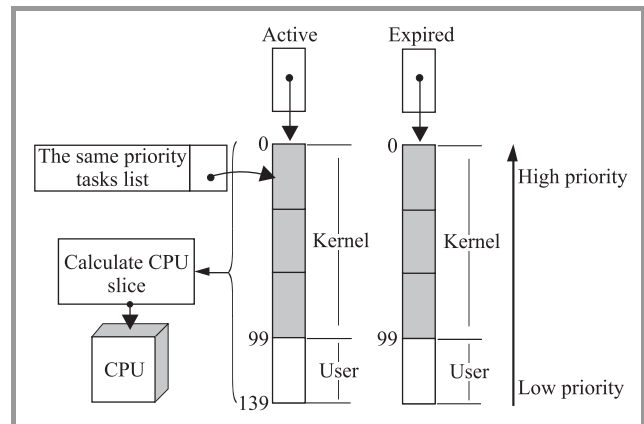 Active
Expired
0
0
The same priority
tasks list
High priority
Kernel
Kernel
Calculate CPU
slice
99
99
CPU
User
User
139
Low priority